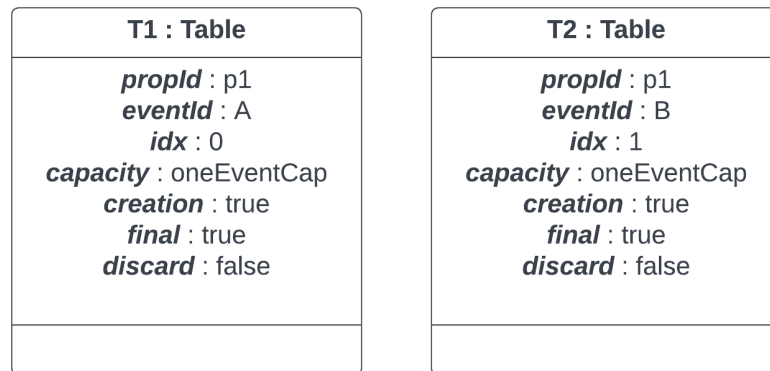 T1 : Table
propId : p1
eventId : A
idx : 0
capacity : oneEventCap
creation : true
final : true
discard : false
T2 : Table
propId : p1
eventId : B
idx : 1
capacity : oneEventCap
creation : true
final : true
discard : false